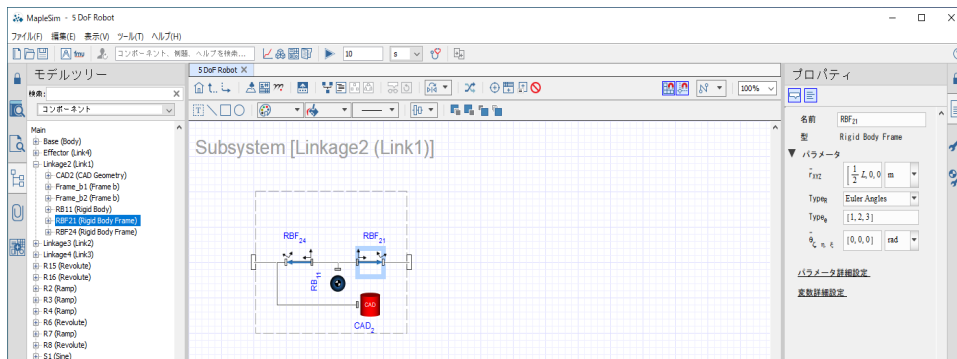 MapleSim - 5 DoF Robot
ファイル(F) 編集(E) 表示(V) ツール(T) ヘルプ(H)
コンポーネント、例題、ヘルプを検索...
10
s
モデルツリー
検索:
コンポーネント
Main
Base (Body)
Effector (Link4)
Linkage2 (Link1)
CAD2 (CAD Geometry)
Frame_b1 (Frame b)
Frame_b2 (Frame b)
RB11 (Rigid Body)
RBF21 (Rigid Body Frame)
RBF24 (Rigid Body Frame)
Linkage3 (Link2)
Linkage4 (Link3)
R15 (Revolute)
R16 (Revolute)
R2 (Ramp)
R3 (Ramp)
R4 (Ramp)
R6 (Revolute)
R7 (Ramp)
R8 (Revolute)
S1 (Sine)
5 DoF Robot
100%
Subsystem [Linkage2 (Link1)]
RBF24
RBF21
RB11
CAD
CAD2
プロパティ
名前 RBF21
型 Rigid Body Frame
パラメータ
r̄XYZ [1/2 L, 0, 0 m
TypeR Euler Angles
Typeθ [1, 2, 3]
θ̄ζ, η, ξ [0, 0, 0] rad
パラメータ詳細設定
変数詳細設定